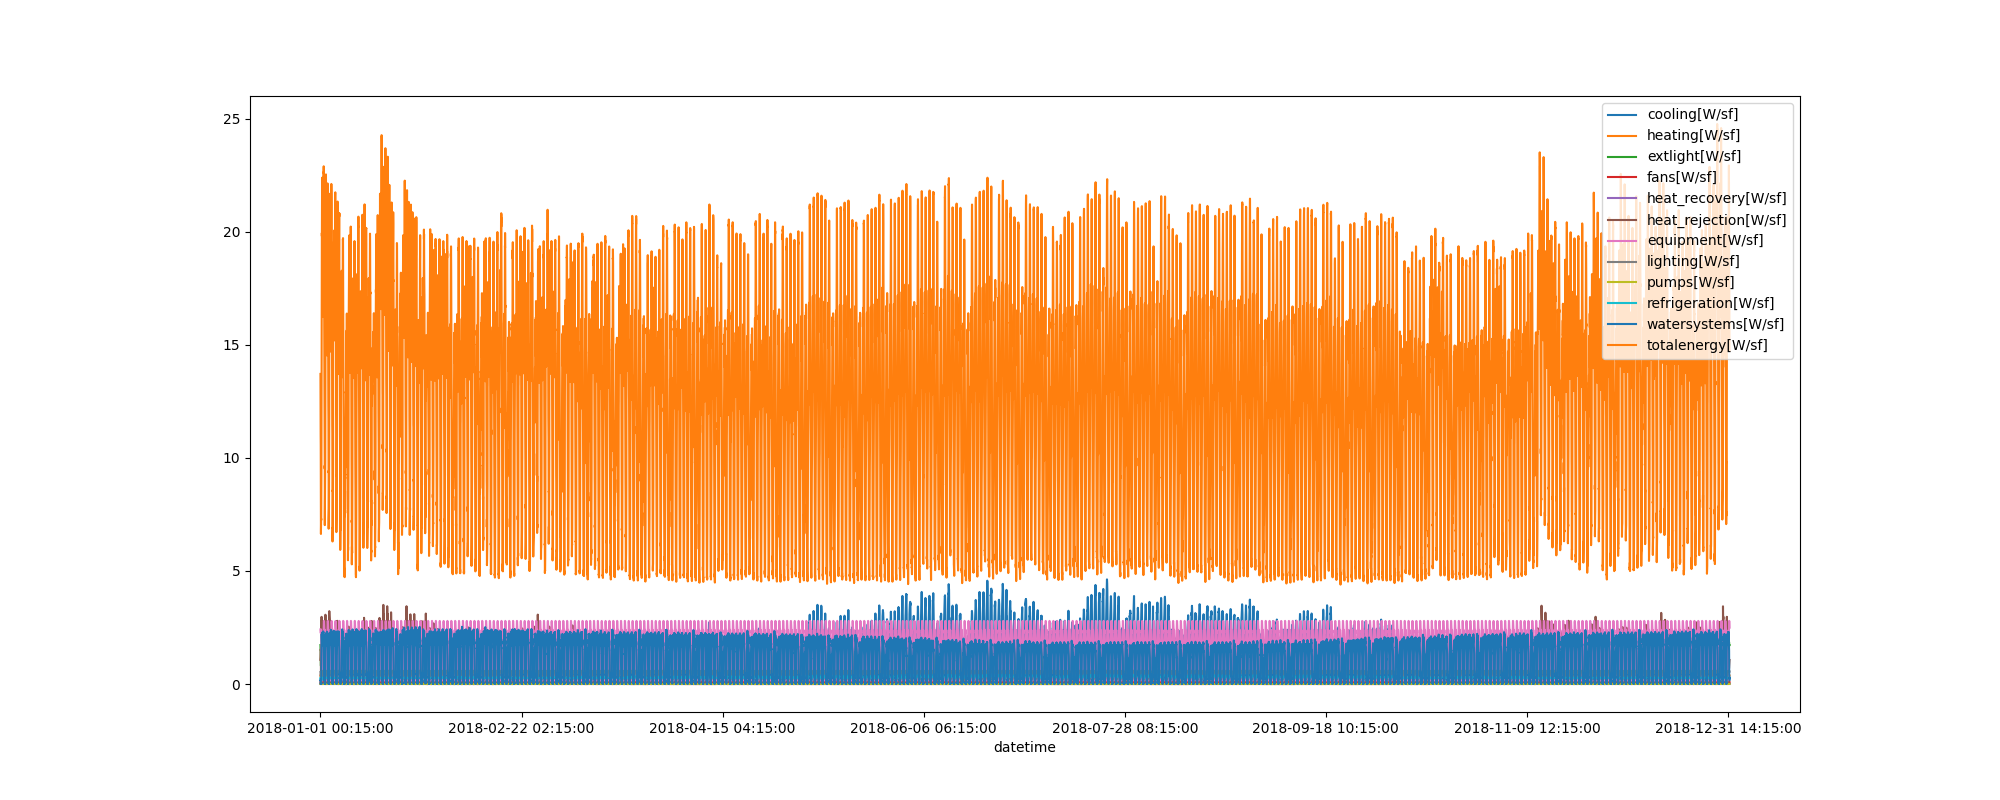 25
20
15
10
5
0
cooling[W/sf]
heating[W/sf]
extlight[W/sf]
fans[W/sf]
heat_recovery[W/sf]
heat_rejection[W/sf]
equipment[W/sf]
lighting[W/sf]
pumps[W/sf]
refrigeration[W/sf]
watersystems[W/sf]
totalenergy[W/sf]
2018-01-01 00:15:00 2018-02-22 02:15:00 2018-04-15 04:15:00 2018-06-06 06:15:00 2018-07-28 08:15:00 2018-09-18 10:15:00 2018-11-09 12:15:00 2018-12-31 14:15:00
datetime